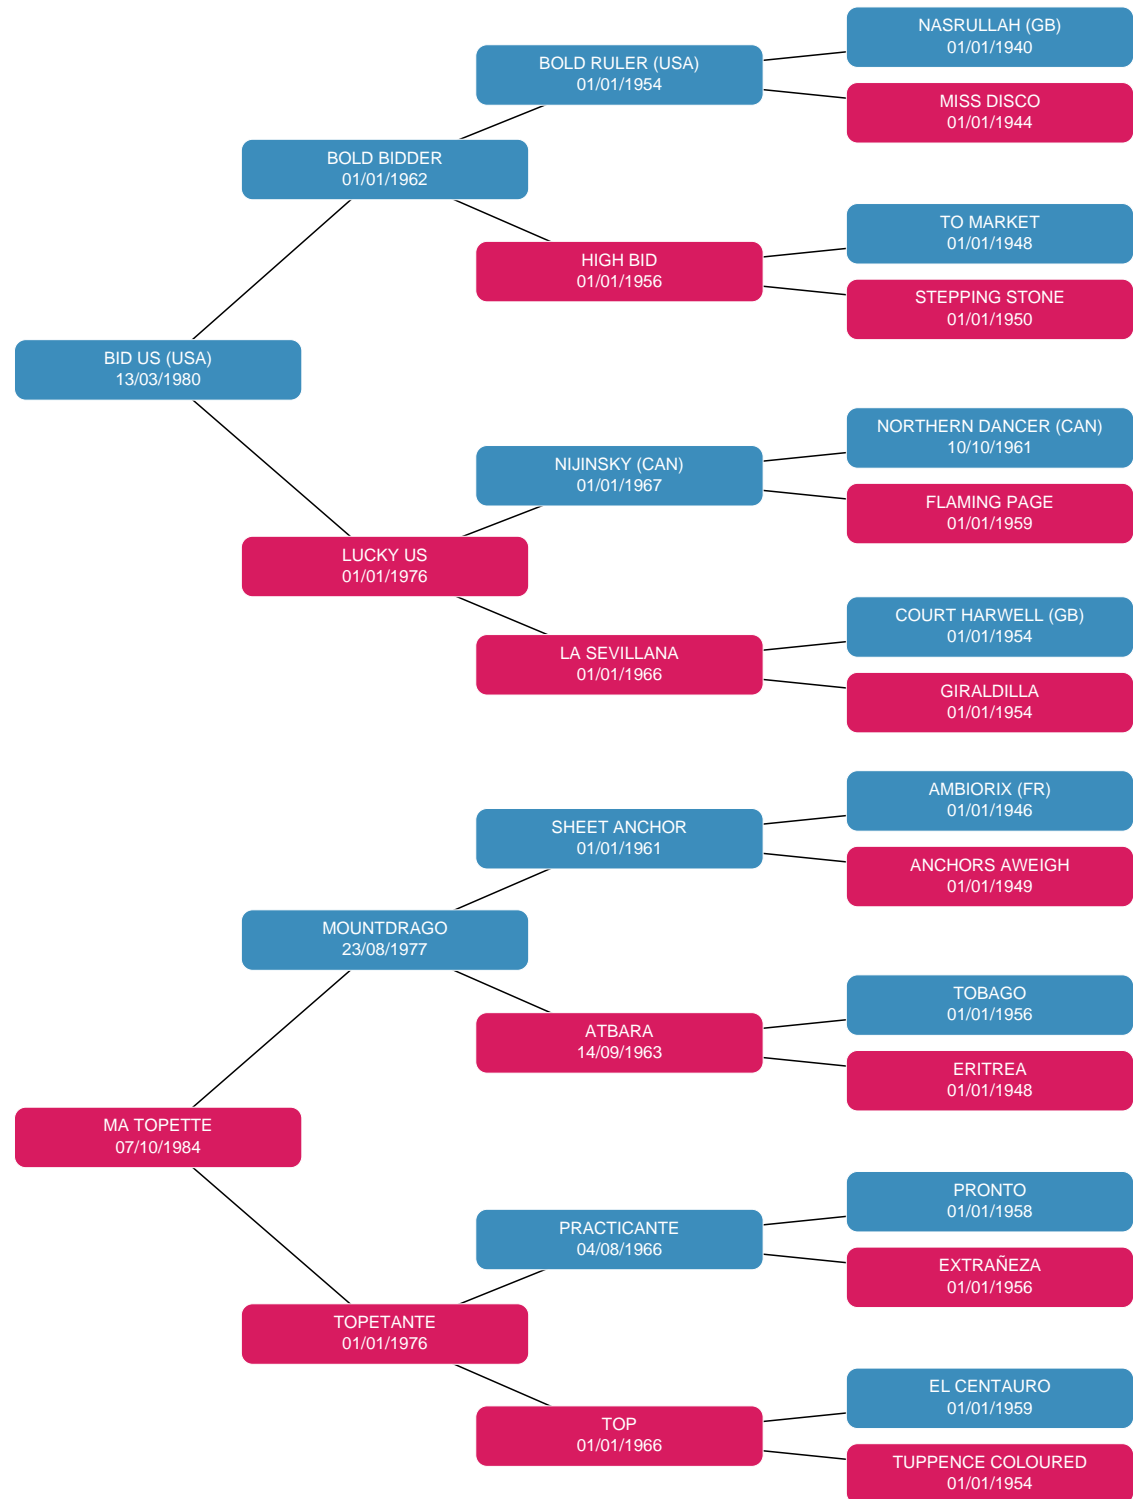 NASRULLAH (GB)
01/01/1940
BOLD RULER (USA)
01/01/1954
MISS DISCO
01/01/1944
BOLD BIDDER
01/01/1962
TO MARKET
01/01/1948
HIGH BID
01/01/1956
STEPPING STONE
01/01/1950
BID US (USA)
13/03/1980
NORTHERN DANCER (CAN)
10/10/1961
NIJINSKY (CAN)
01/01/1967
FLAMING PAGE
01/01/1959
LUCKY US
01/01/1976
COURT HARWELL (GB)
01/01/1954
LA SEVILLANA
01/01/1966
GIRALDILLA
01/01/1954
AMBIORIX (FR)
01/01/1946
SHEET ANCHOR
01/01/1961
ANCHORS AWEIGH
01/01/1949
MOUNTDRAGO
23/08/1977
TOBAGO
01/01/1956
ATBARA
14/09/1963
ERITREA
01/01/1948
MA TOPETTE
07/10/1984
PRONTO
01/01/1958
PRACTICANTE
04/08/1966
EXTRAÑEZA
01/01/1956
TOPETANTE
01/01/1976
EL CENTAURO
01/01/1959
TOP
01/01/1966
TUPPENCE COLOURED
01/01/1954